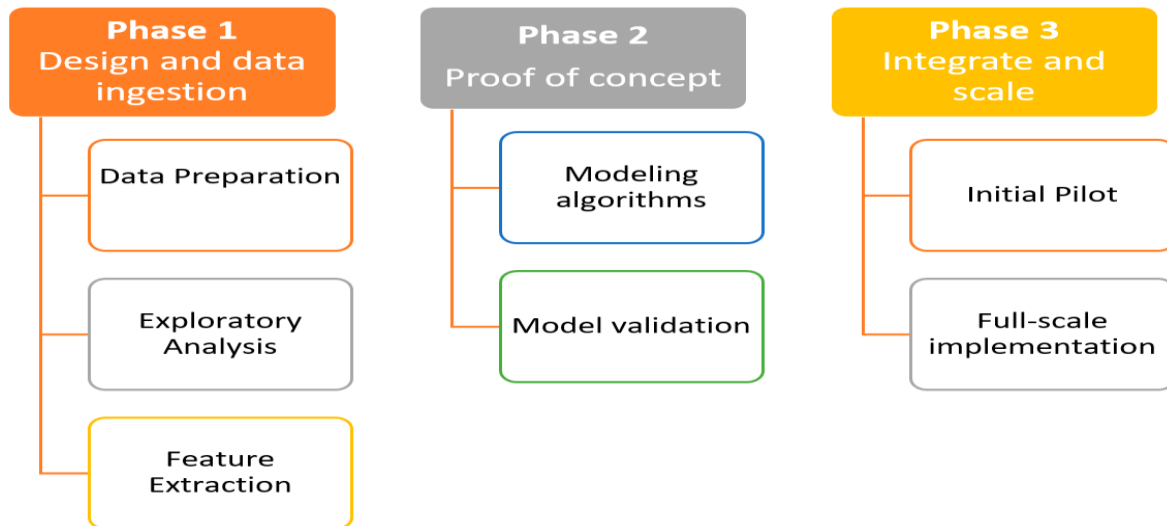 Phase 1
Design and data
ingestion
Data Preparation
Exploratory
Analysis
Feature
Extraction
Phase 2
Proof of concept
Modeling
algorithms
Model validation
Phase 3
Integrate and
scale
Initial Pilot
Full-scale
implementation